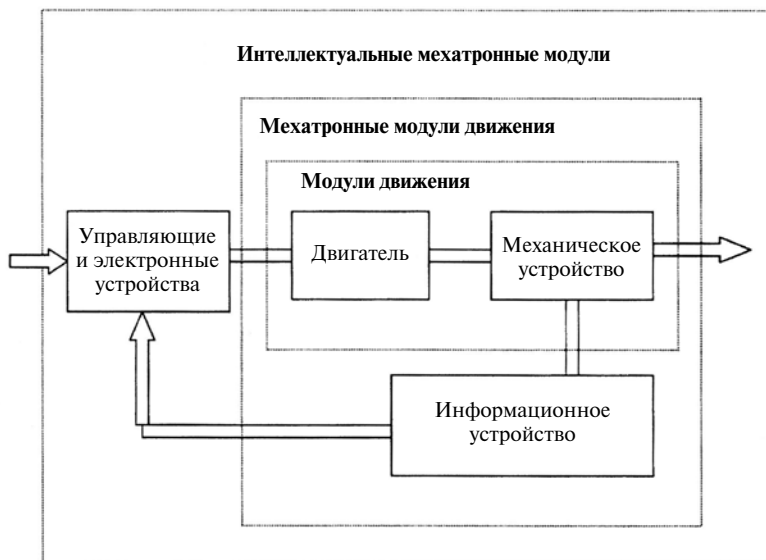 Интеллектуальные мехатронные модули
Мехатронные модули движения
Модули движения
Управляющие
и электронные
устройства
Двигатель
Механическое
устройство
Информационное
устройство